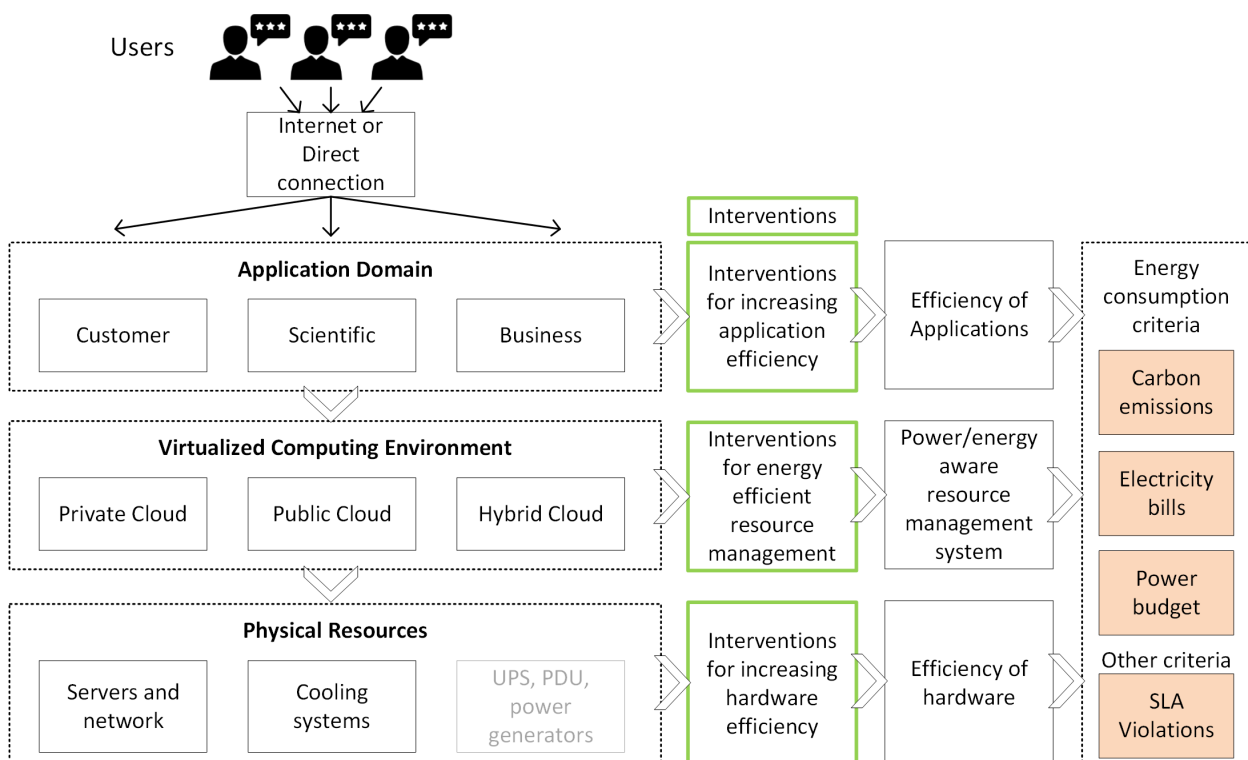 Users
Internet or
Direct
connection
Interventions
Application Domain
Customer
Scientific
Business
Interventions
for increasing
application
efficiency
Efficiency of
Applications
Energy
consumption
criteria
Carbon
emissions
Virtualized Computing Environment
Private Cloud
Public Cloud
Hybrid Cloud
Interventions
for energy
efficient
resource
management
Power/energy
aware
resource
management
system
Electricity
bills
Power
budget
Physical Resources
Servers and
network
Cooling
systems
UPS, PDU,
power
generators
Interventions
for increasing
hardware
efficiency
Efficiency of
hardware
Other criteria
SLA
Violations